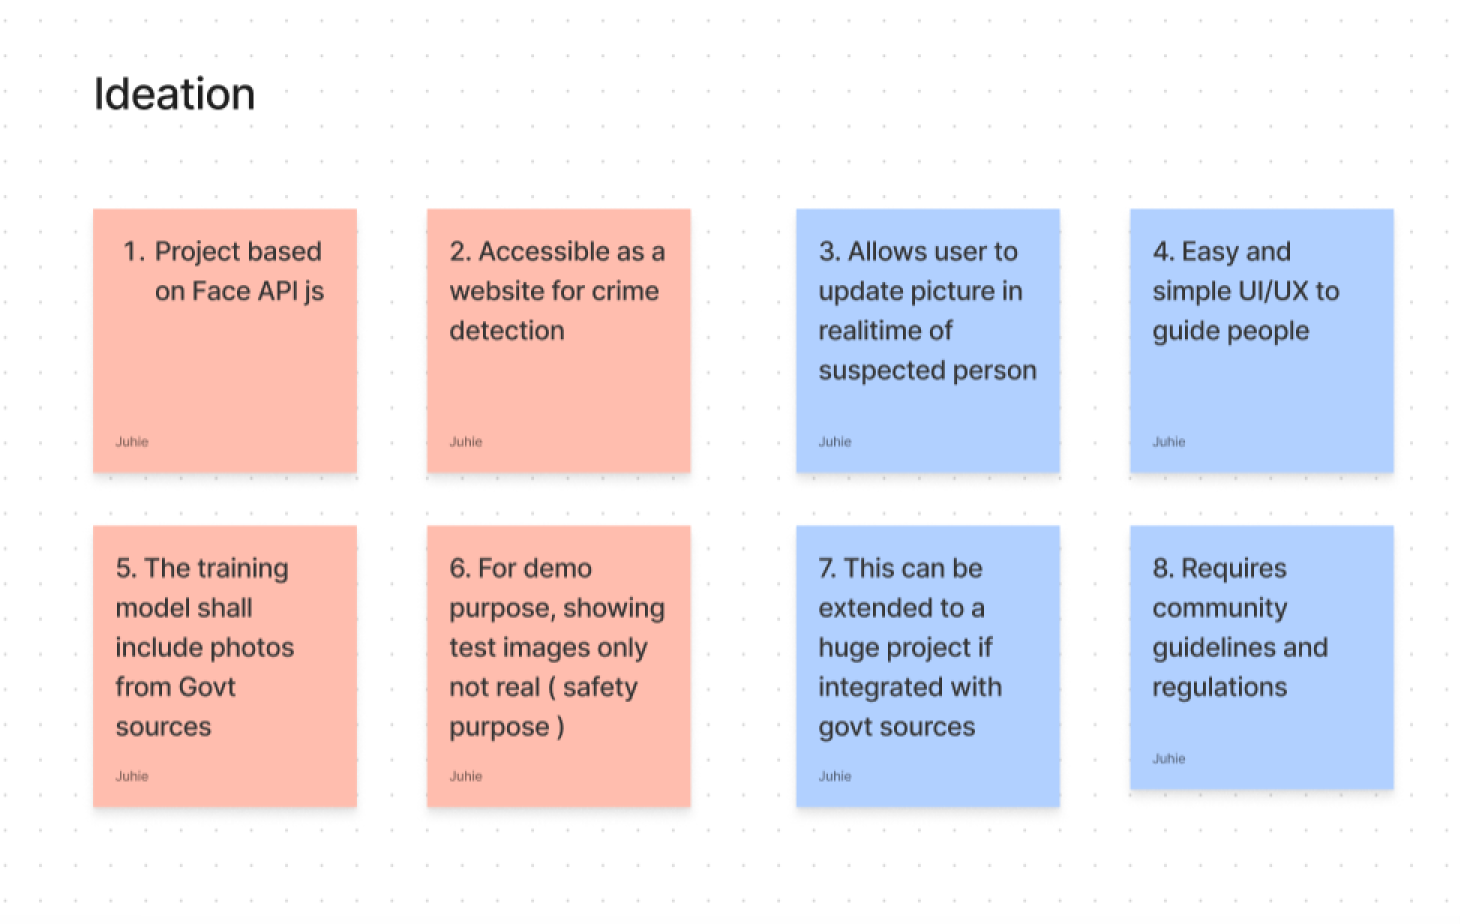 Ideation
1. Project based
on Face API js
Juhie
2. Accessible as a
website for crime
detection
Juhie
3. Allows user to
update picture in
realitime of
suspected person
Juhie
4. Easy and
simple UI/UX to
guide people
Juhie
5. The training
model shall
include photos
from Govt
sources
Juhie
6. For demo
purpose, showing
test images only
not real ( safety
purpose )
Juhie
7. This can be
extended to a
huge project if
integrated with
govt sources
Juhie
8. Requires
community
guidelines and
regulations
Juhie